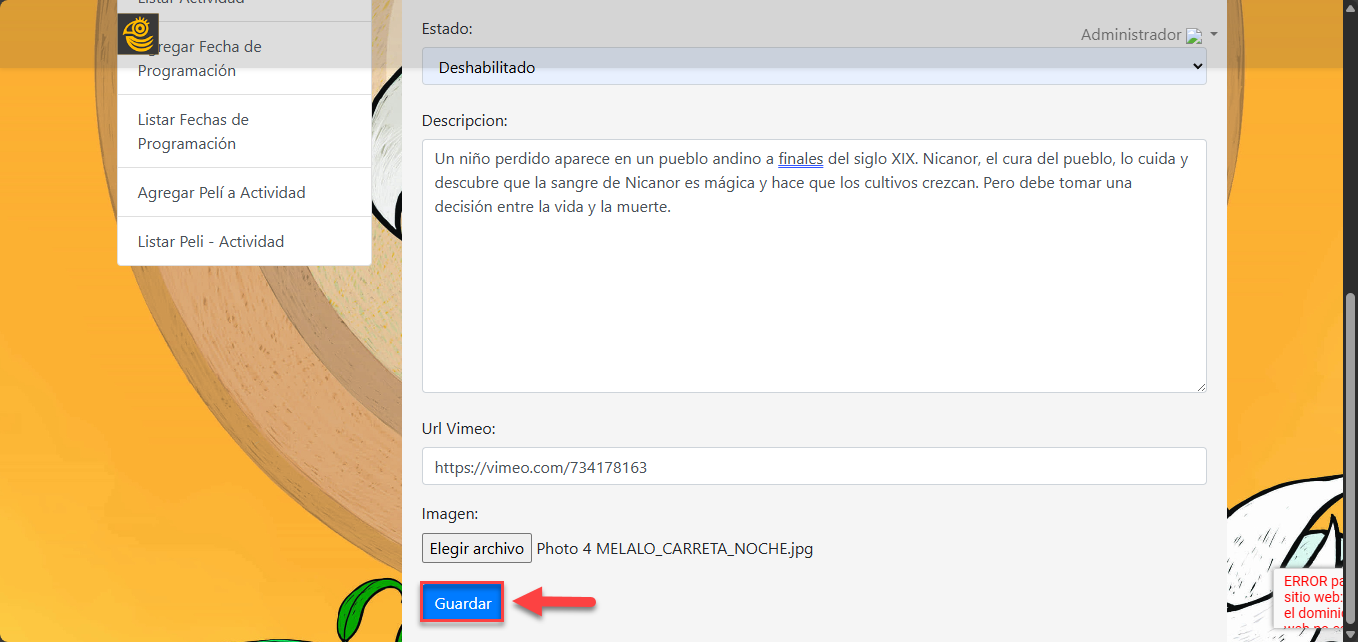 Listar Actividad
Agregar Fecha de
Programación
Listar Fechas de
Programación
Agregar Pelí a Actividad
Listar Peli - Actividad
Administrador
Estado:
Deshabilitado
Descripcion:
Un niño perdido aparece en un pueblo andino a finales del siglo XIX. Nicanor, el cura del pueblo, lo cuida y
descubre que la sangre de Nicanor es mágica y hace que los cultivos crezcan. Pero debe tomar una
decisión entre la vida y la muerte.
Url Vimeo:
https://vimeo.com/734178163
Imagen:
Elegir archivo Photo 4 MELALO_CARRETA_NOCHE.jpg
Guardar
ERROR pa
sitio web:
el dominio